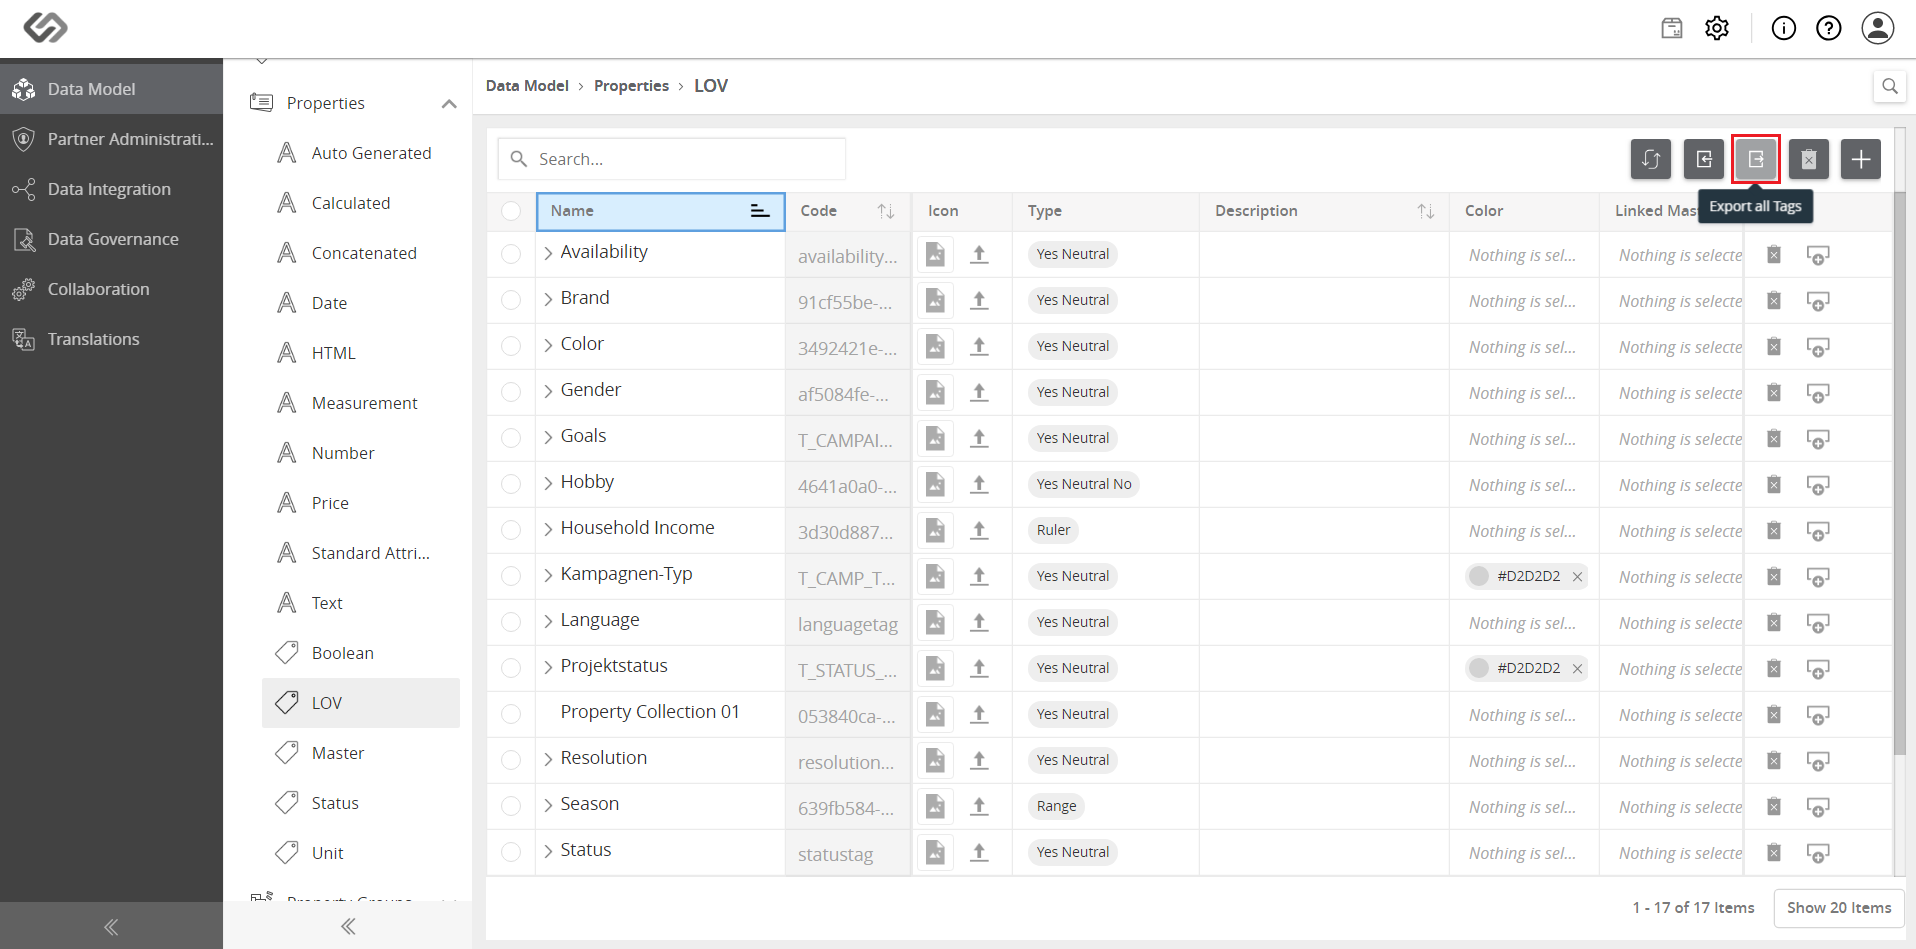 Data Model
Partner Administrati...
Data Integration
Data Governance
Collaboration
Translations
Properties
Auto Generated
Calculated
Concatenated
Date
HTML
Measurement
Number
Price
Standard Attri...
Text
Boolean
LOV
Master
Status
Unit
Data Model > Properties > LOV
Search...
Export all Tags
Name Code Icon Type Description Color Linked Mas
Availability availability... Yes Neutral Nothing is sel... Nothing is selecte
Brand 91cf55be-... Yes Neutral Nothing is sel... Nothing is selecte
Color 3492421e-... Yes Neutral Nothing is sel... Nothing is selecte
Gender af5084fe-... Yes Neutral Nothing is sel... Nothing is selecte
Goals T_CAMPAI... Yes Neutral Nothing is sel... Nothing is selecte
Hobby 4641a0a0-... Yes Neutral No Nothing is sel... Nothing is selecte
Household Income 3d30d887... Ruler Nothing is sel... Nothing is selecte
Kampagnen-Typ T_CAMP_T... Yes Neutral #D2D2D2 Nothing is selecte
Language languagetag Yes Neutral Nothing is sel... Nothing is selecte
Projektstatus T_STATUS_... Yes Neutral #D2D2D2 Nothing is selecte
Property Collection 01 053840ca-... Yes Neutral Nothing is sel... Nothing is selecte
Resolution resolution... Yes Neutral Nothing is sel... Nothing is selecte
Season 639fb584-... Range Nothing is sel... Nothing is selecte
Status statustag Yes Neutral Nothing is sel... Nothing is selecte
1 - 17 of 17 Items
Show 20 Items